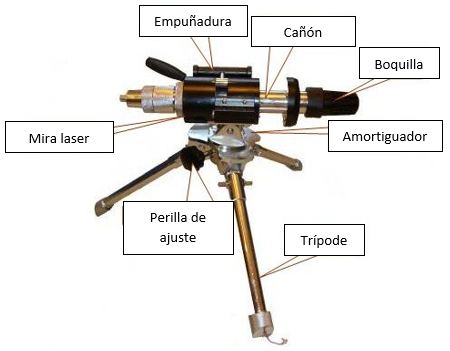 Empuñadura
Cañón
Boquilla
Mira laser
Amortiguador
Perilla de
ajuste
Trípode